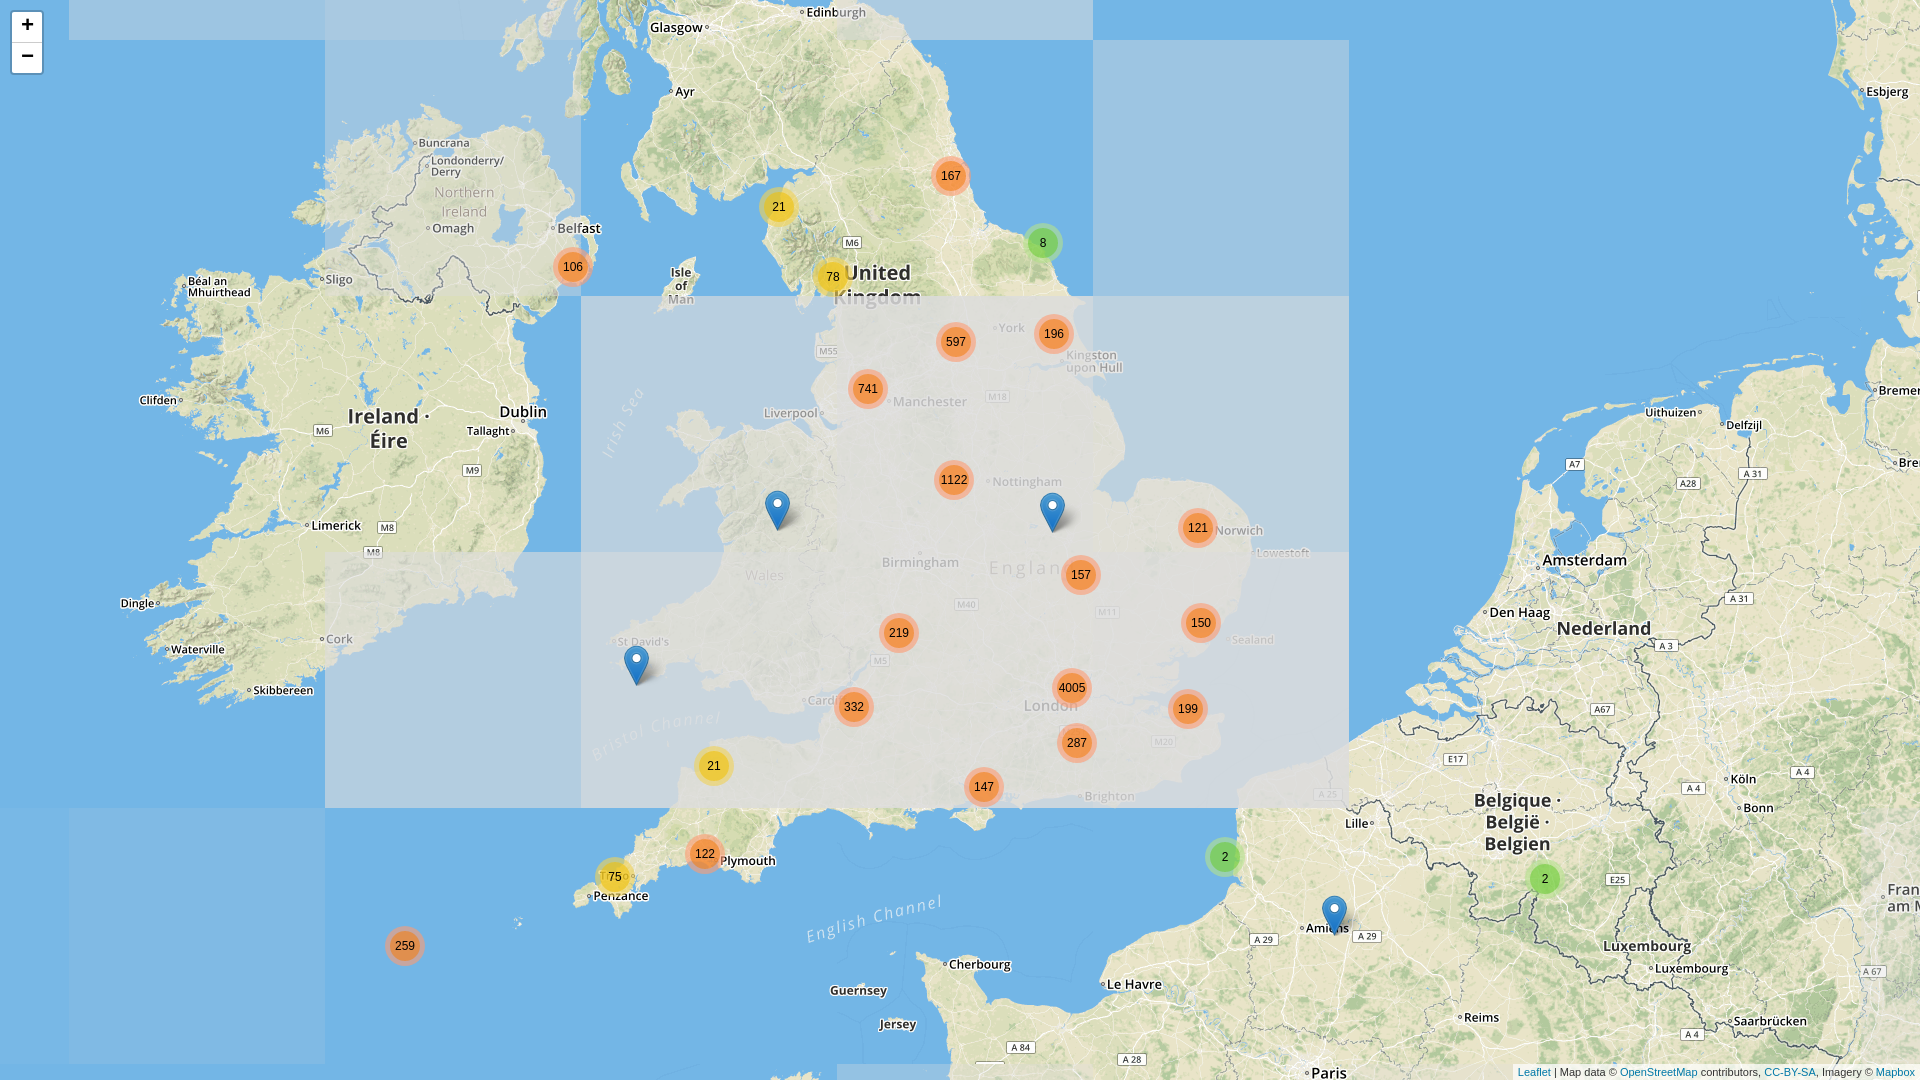 +
−
Edinburgh
Glasgow
Ayr
Esbjerg
Buncrana
Londonderry/
Derry
Northern
Ireland
Omagh
Belfast
167
21
8
M6
106
78
United
Kingdom
Isle
of
Man
Sligo
Béal an
Mhuirthead
York
196
597
M55
Kingston
upon Hull
741
Manchester
M18
Liverpool
Irish Sea
Clifden
Ireland ·
Éire
Dublin
Tallaght
M6
M9
Uithuizen
Delfzijl
A7
A 31
A28
1122
Nottingham
121
Norwich
Lowestoft
Limerick
M8
M8
Birmingham
Wales
157
Amsterdam
M40
M11
A 31
Dingle
219
150
Sealand
Den Haag
Nederland
Cork
St David's
A 3
Waterville
M5
Skibbereen
4005
London
332
199
A67
Bristol Channel
287
M20
E17
21
147
Brighton
A 25
A 4
Köln
A 4
Bonn
Belgique ·
België ·
Belgien
Lille
122
Plymouth
2
75
Penzance
2
E25
English Channel
Amiens
A 29
A 29
259
Luxembourg
Luxembourg
A 67
Cherbourg
Le Havre
Guernsey
Jersey
Reims
Saarbrücken
A 4
A 84
A 28
Paris
Leaflet | Map data © OpenStreetMap contributors, CC-BY-SA, Imagery © Mapbox